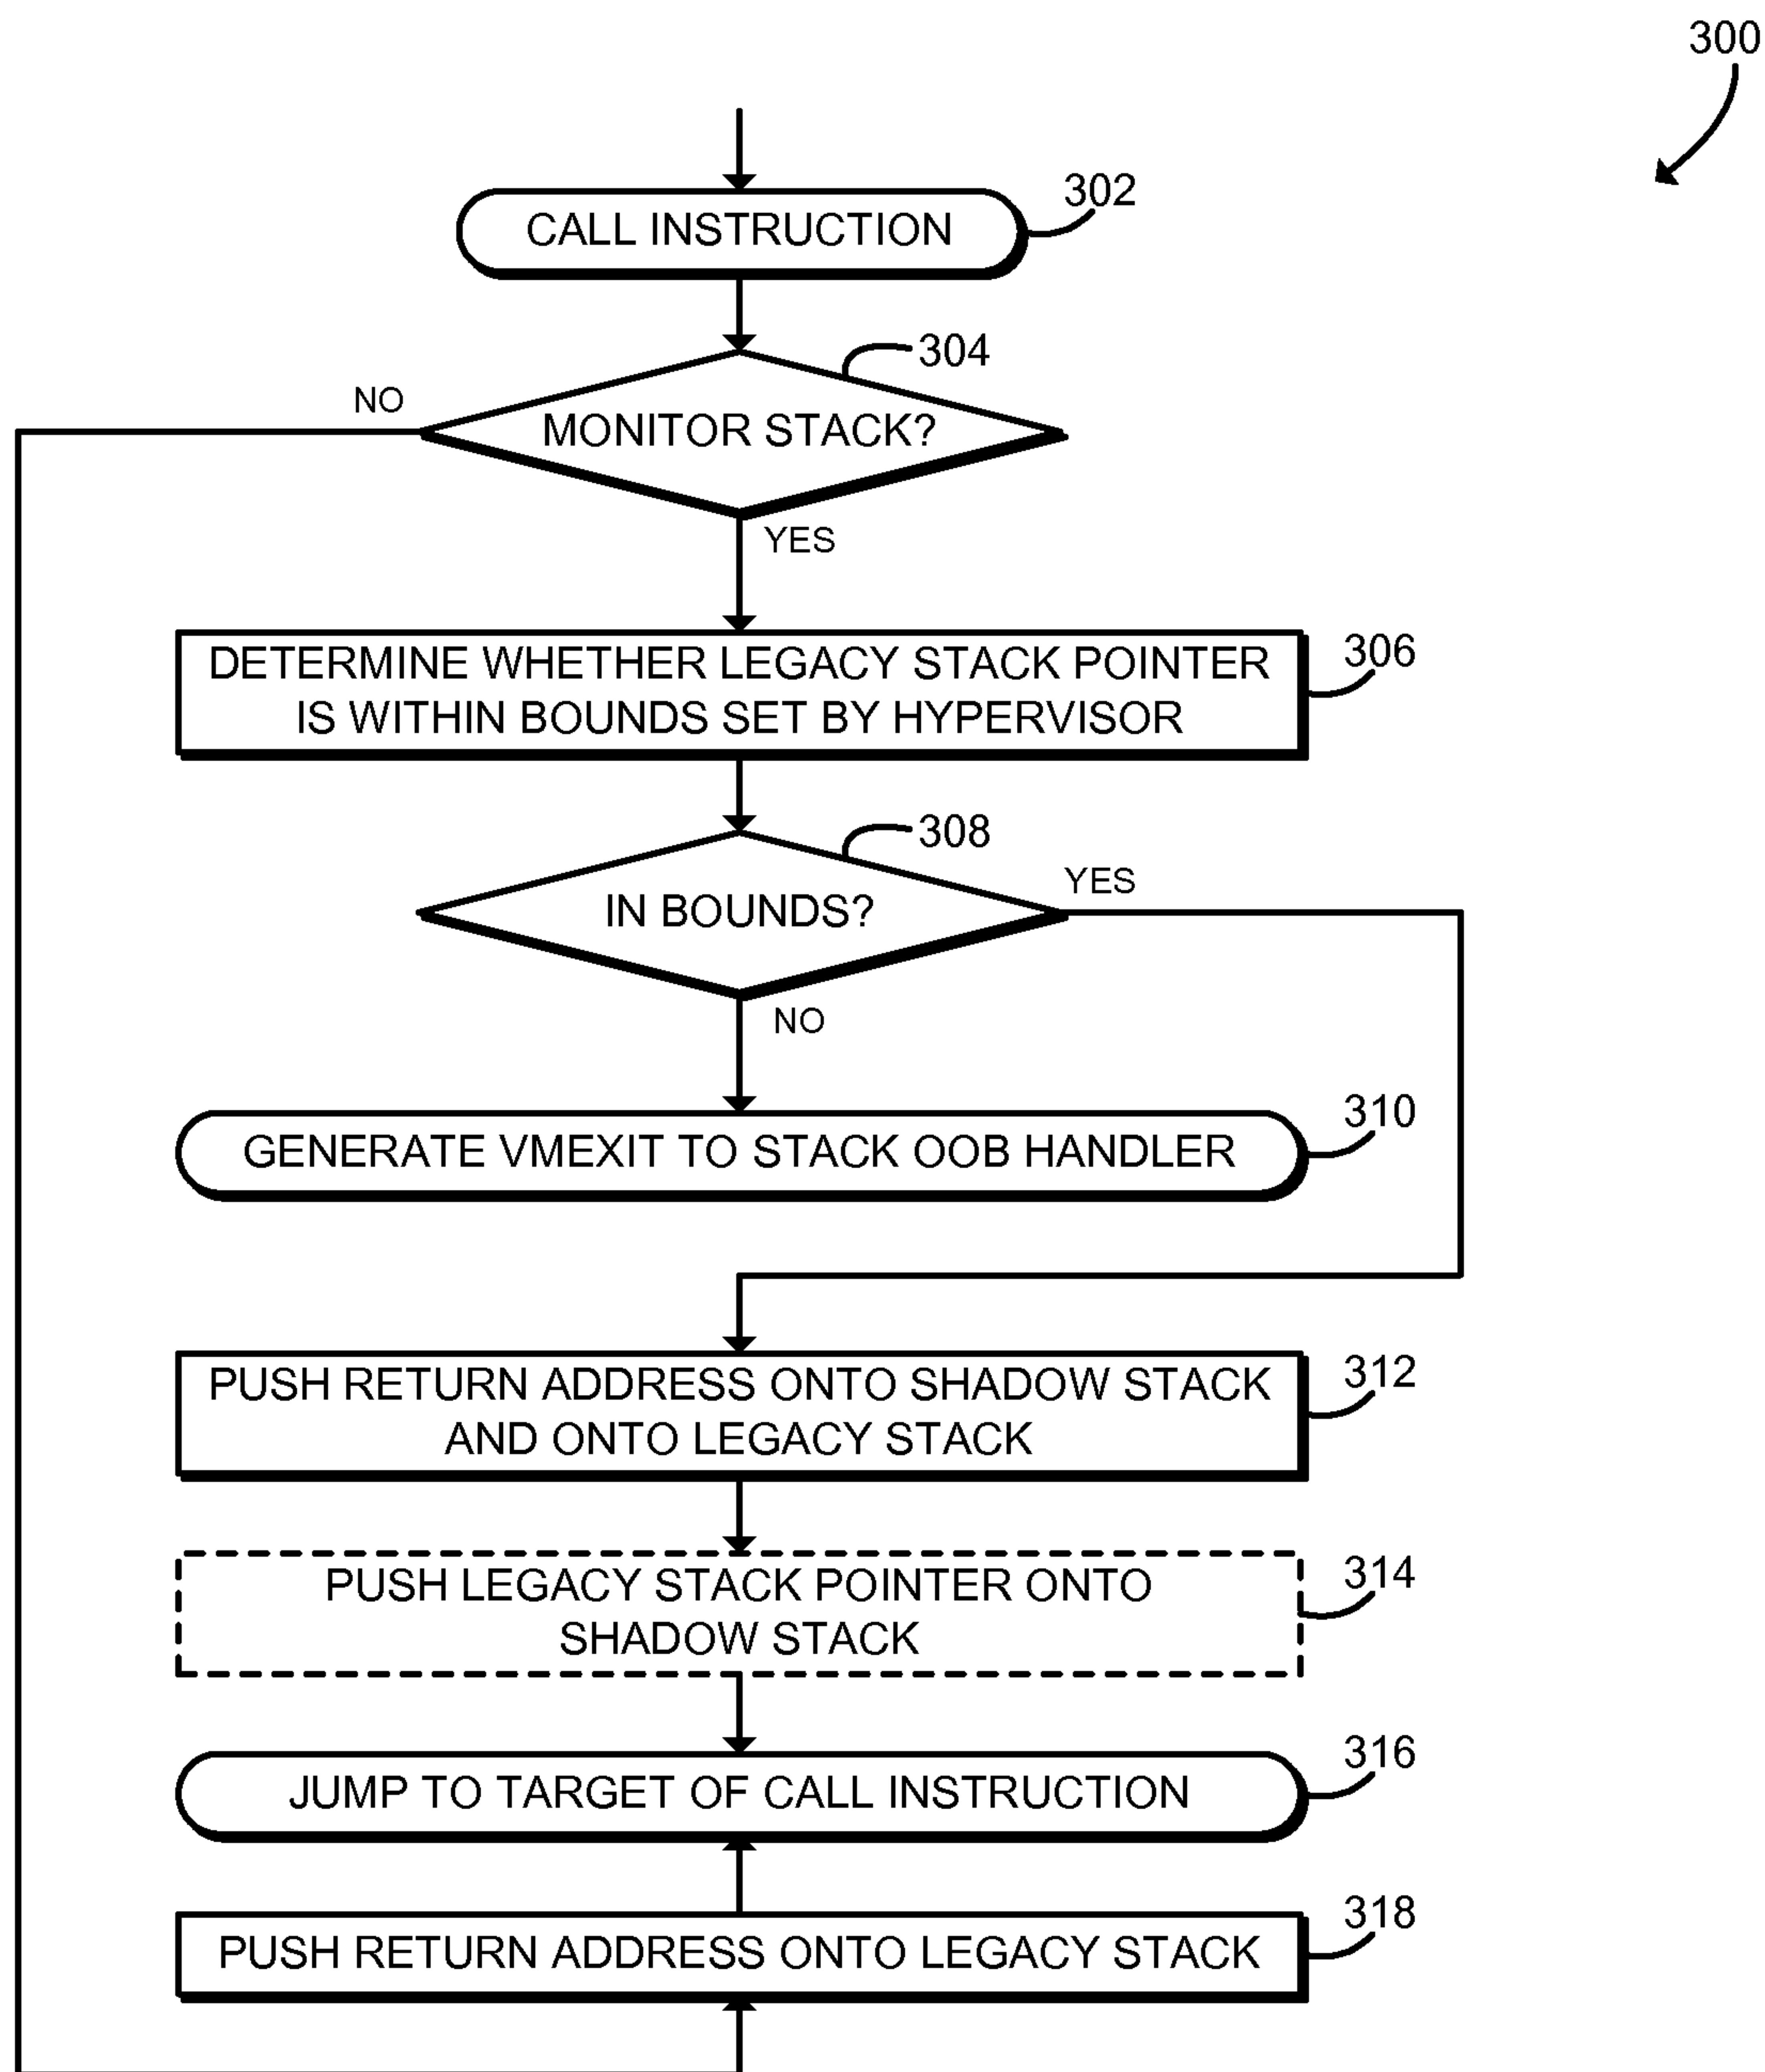 300
CALL INSTRUCTION
302
304
NO
MONITOR STACK?
YES
DETERMINE WHETHER LEGACY STACK POINTER
IS WITHIN BOUNDS SET BY HYPERVISOR
306
308
YES
IN BOUNDS?
NO
GENERATE VMEXIT TO STACK OOB HANDLER
310
PUSH RETURN ADDRESS ONTO SHADOW STACK
AND ONTO LEGACY STACK
312
PUSH LEGACY STACK POINTER ONTO
SHADOW STACK
314
JUMP TO TARGET OF CALL INSTRUCTION
316
PUSH RETURN ADDRESS ONTO LEGACY STACK
318